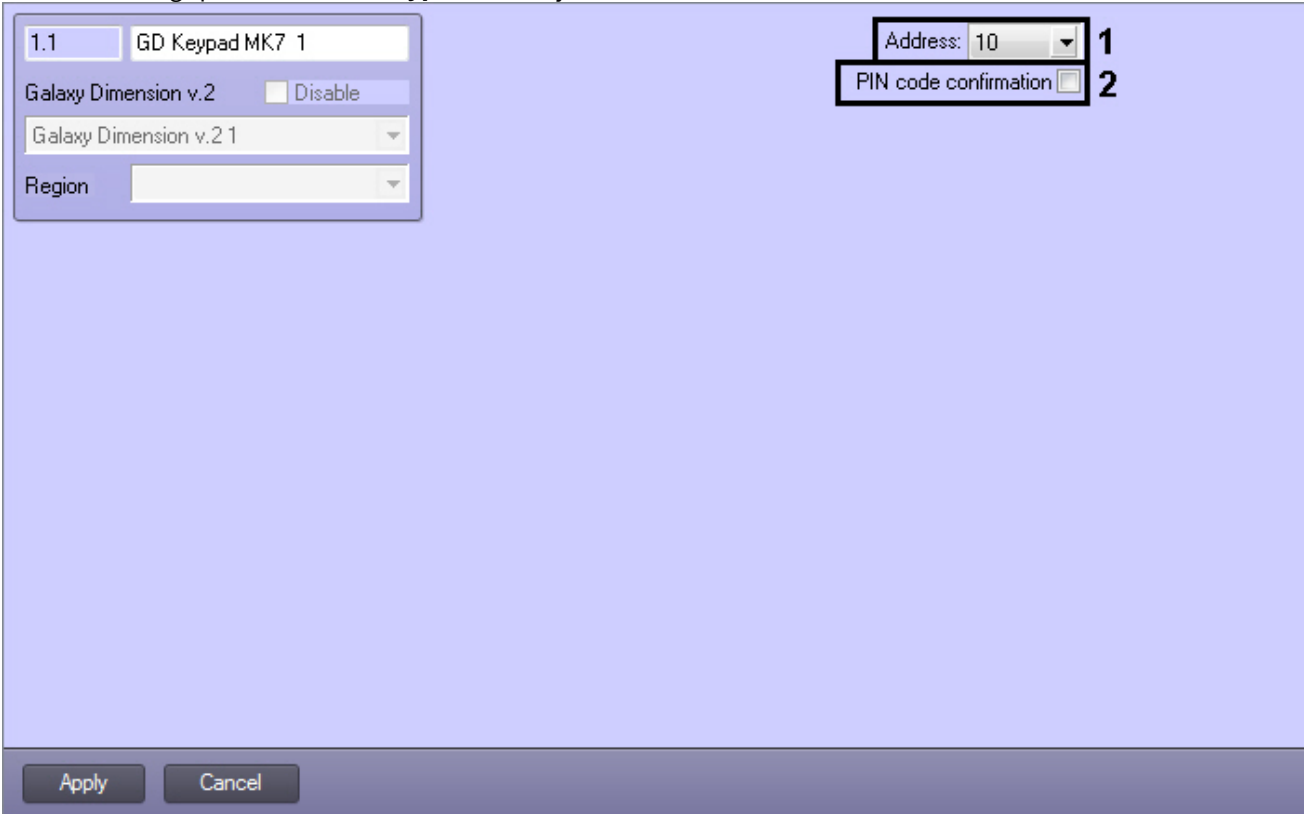 1.1 GD Keypad MK7 1
Galaxy Dimension v.2 Disable
Galaxy Dimension v.2 1
Region
Address: 10 1
PIN code confirmation 2
Apply Cancel